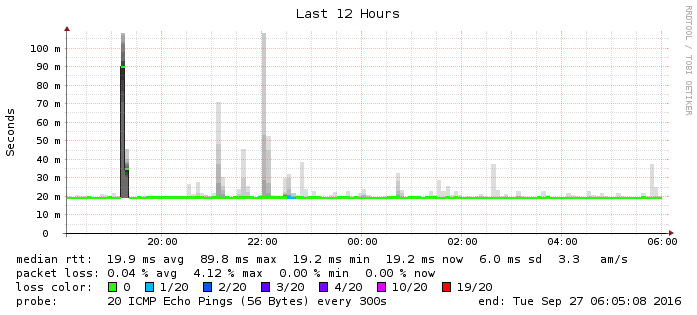 Last 12 Hours
RRDTOOL / TOBI OETIKER
Seconds
100 m
90 m
80 m
70 m
60 m
50 m
40 m
30 m
20 m
10 m
0
20:00 22:00 00:00 02:00 04:00 06:00
median rtt: 19.9 ms avg 89.8 ms max 19.2 ms min 19.2 ms now 6.0 ms sd 3.3 am/s
packet loss: 0.04 % avg 4.12 % max 0.00 % min 0.00 % now
loss color: 0 1/20 2/20 3/20 4/20 10/20 19/20
probe: 20 ICMP Echo Pings (56 Bytes) every 300s end: Tue Sep 27 06:05:08 2016